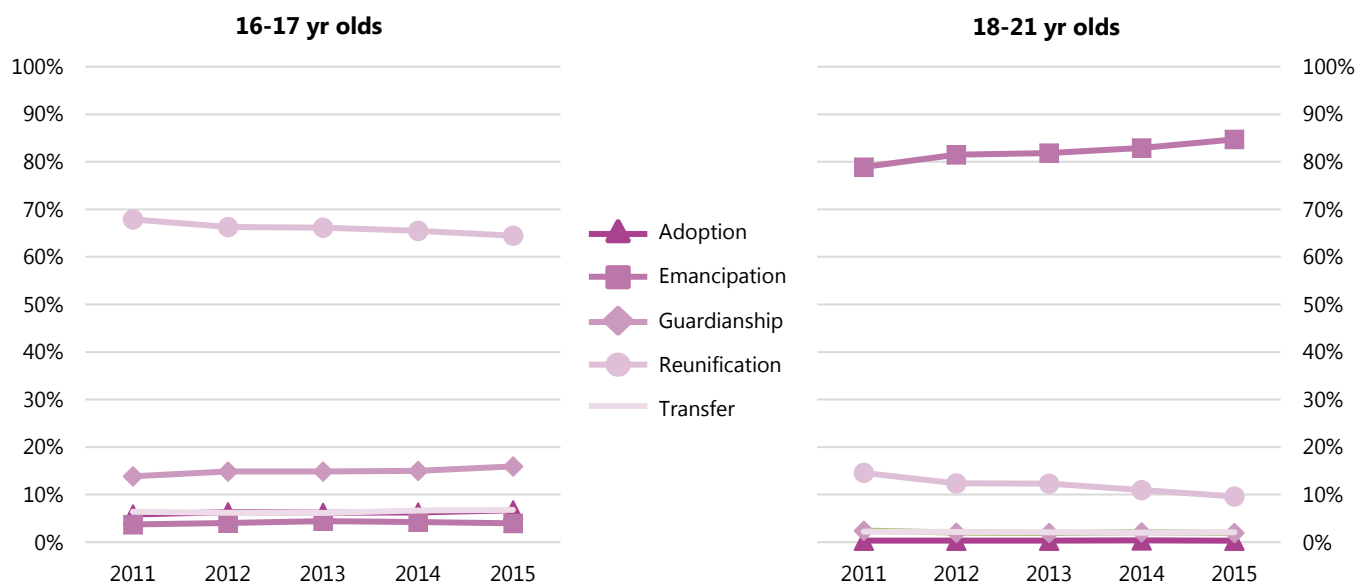 16-17 yr olds
100%
90%
80%
70%
60%
50%
40%
30%
20%
10%
0%
2011 2012 2013 2014 2015
Adoption
Emancipation
Guardianship
Reunification
Transfer
18-21 yr olds
100%
90%
80%
70%
60%
50%
40%
30%
20%
10%
0%
2011 2012 2013 2014 2015